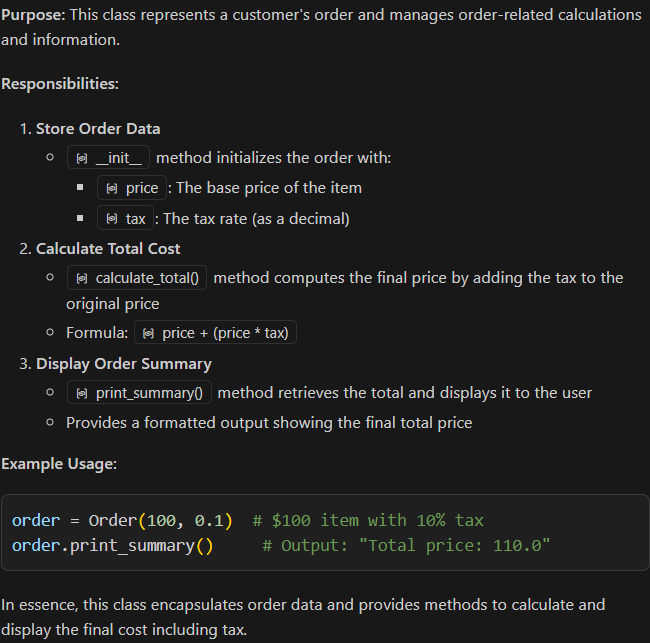 Purpose: This class represents a customer's order and manages order-related calculations
and information.
Responsibilities:
1. Store Order Data
__init__ method initializes the order with:
price : The base price of the item
tax : The tax rate (as a decimal)
2. Calculate Total Cost
calculate_total() method computes the final price by adding the tax to the
original price
Formula: price + (price * tax)
3. Display Order Summary
print_summary() method retrieves the total and displays it to the user
Provides a formatted output showing the final total price
Example Usage:
order = Order(100, 0.1)  # $100 item with 10% tax
order.print_summary()     # Output: "Total price: 110.0"
In essence, this class encapsulates order data and provides methods to calculate and
display the final cost including tax.